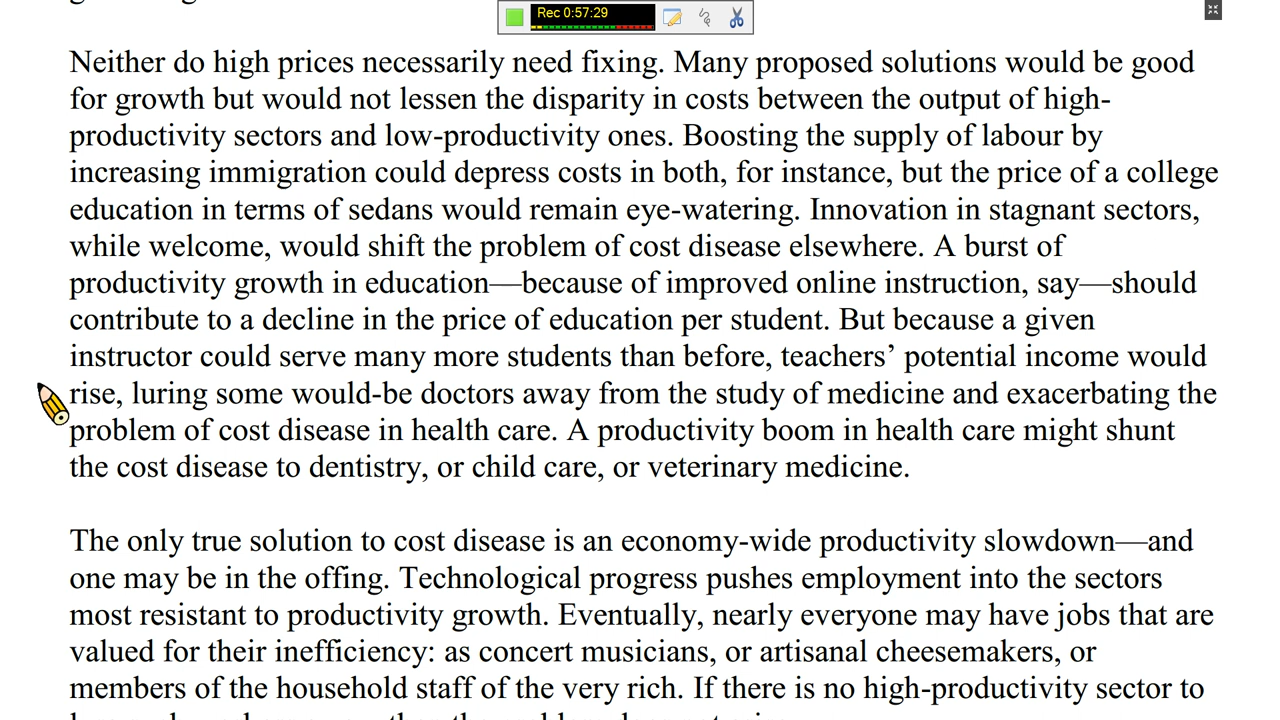 Rec 0:57:29
Neither do high prices necessarily need fixing. Many proposed solutions would be good
for growth but would not lessen the disparity in costs between the output of high-
productivity sectors and low-productivity ones. Boosting the supply of labour by
increasing immigration could depress costs in both, for instance, but the price of a college
education in terms of sedans would remain eye-watering. Innovation in stagnant sectors,
while welcome, would shift the problem of cost disease elsewhere. A burst of
productivity growth in education—because of improved online instruction, say—should
contribute to a decline in the price of education per student. But because a given
instructor could serve many more students than before, teachers’ potential income would
rise, luring some would-be doctors away from the study of medicine and exacerbating the
problem of cost disease in health care. A productivity boom in health care might shunt
the cost disease to dentistry, or child care, or veterinary medicine.
The only true solution to cost disease is an economy-wide productivity slowdown—and
one may be in the offing. Technological progress pushes employment into the sectors
most resistant to productivity growth. Eventually, nearly everyone may have jobs that are
valued for their inefficiency: as concert musicians, or artisanal cheesemakers, or
members of the household staff of the very rich. If there is no high-productivity sector to